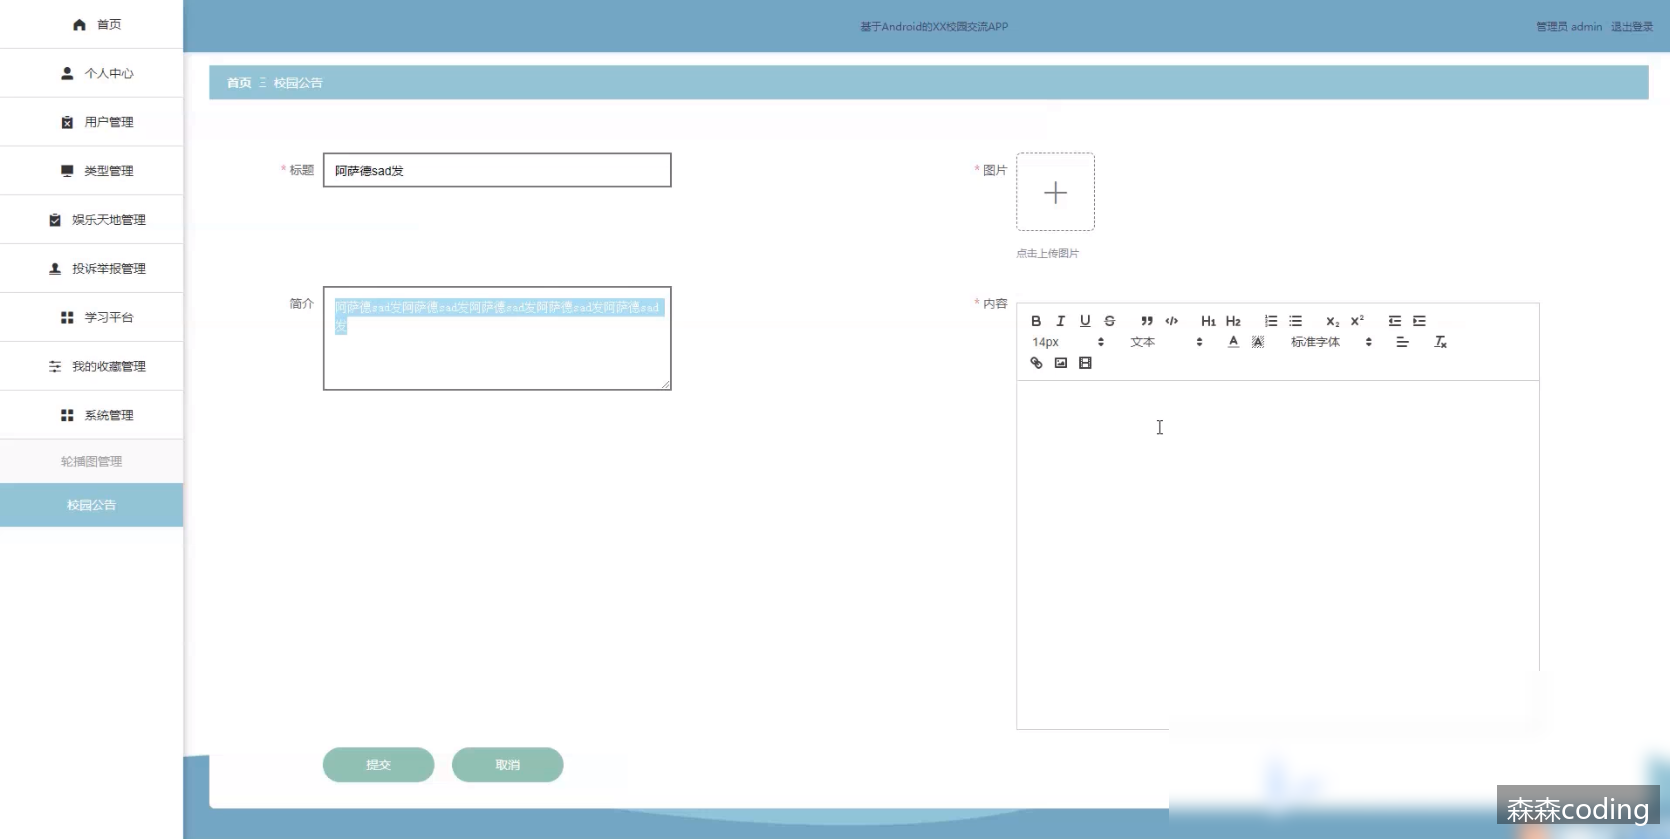 首页
个人中心
用户管理
类型管理
娱乐天地管理
投诉举报管理
学习平台
我的收藏管理
系统管理
轮播图管理
校园公告
基于Android的XX校园交流APP
管理员 admin 退出登录
首页 校园公告
* 标题
阿萨德sad发
* 图片
点击上传图片
简介
阿萨德sad发阿萨德sad发阿萨德sad发阿萨德sad发阿萨德sad
发
* 内容
B I U S H1 H2 X2 X2
14px 文本 A A 标准字体
提交 取消
森森coding